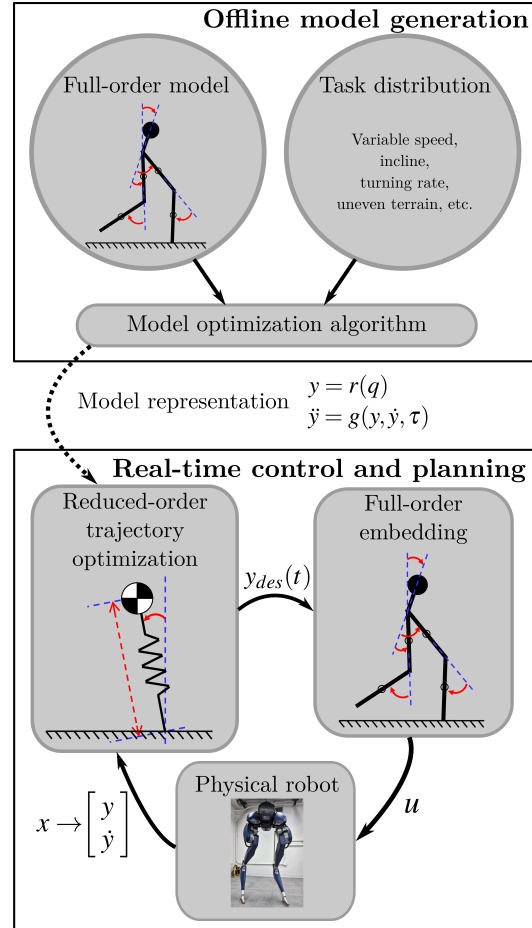 Offline model generation
Full-order model
Task distribution
Variable speed,
incline,
turning rate,
uneven terrain, etc.
Model optimization algorithm
Model representation
y = r(q)
ÿ = g(y, ẏ, τ)
Real-time control and planning
Reduced-order
trajectory
optimization
y_des(t)
Full-order
embedding
Physical robot
u
x → [y ẏ]